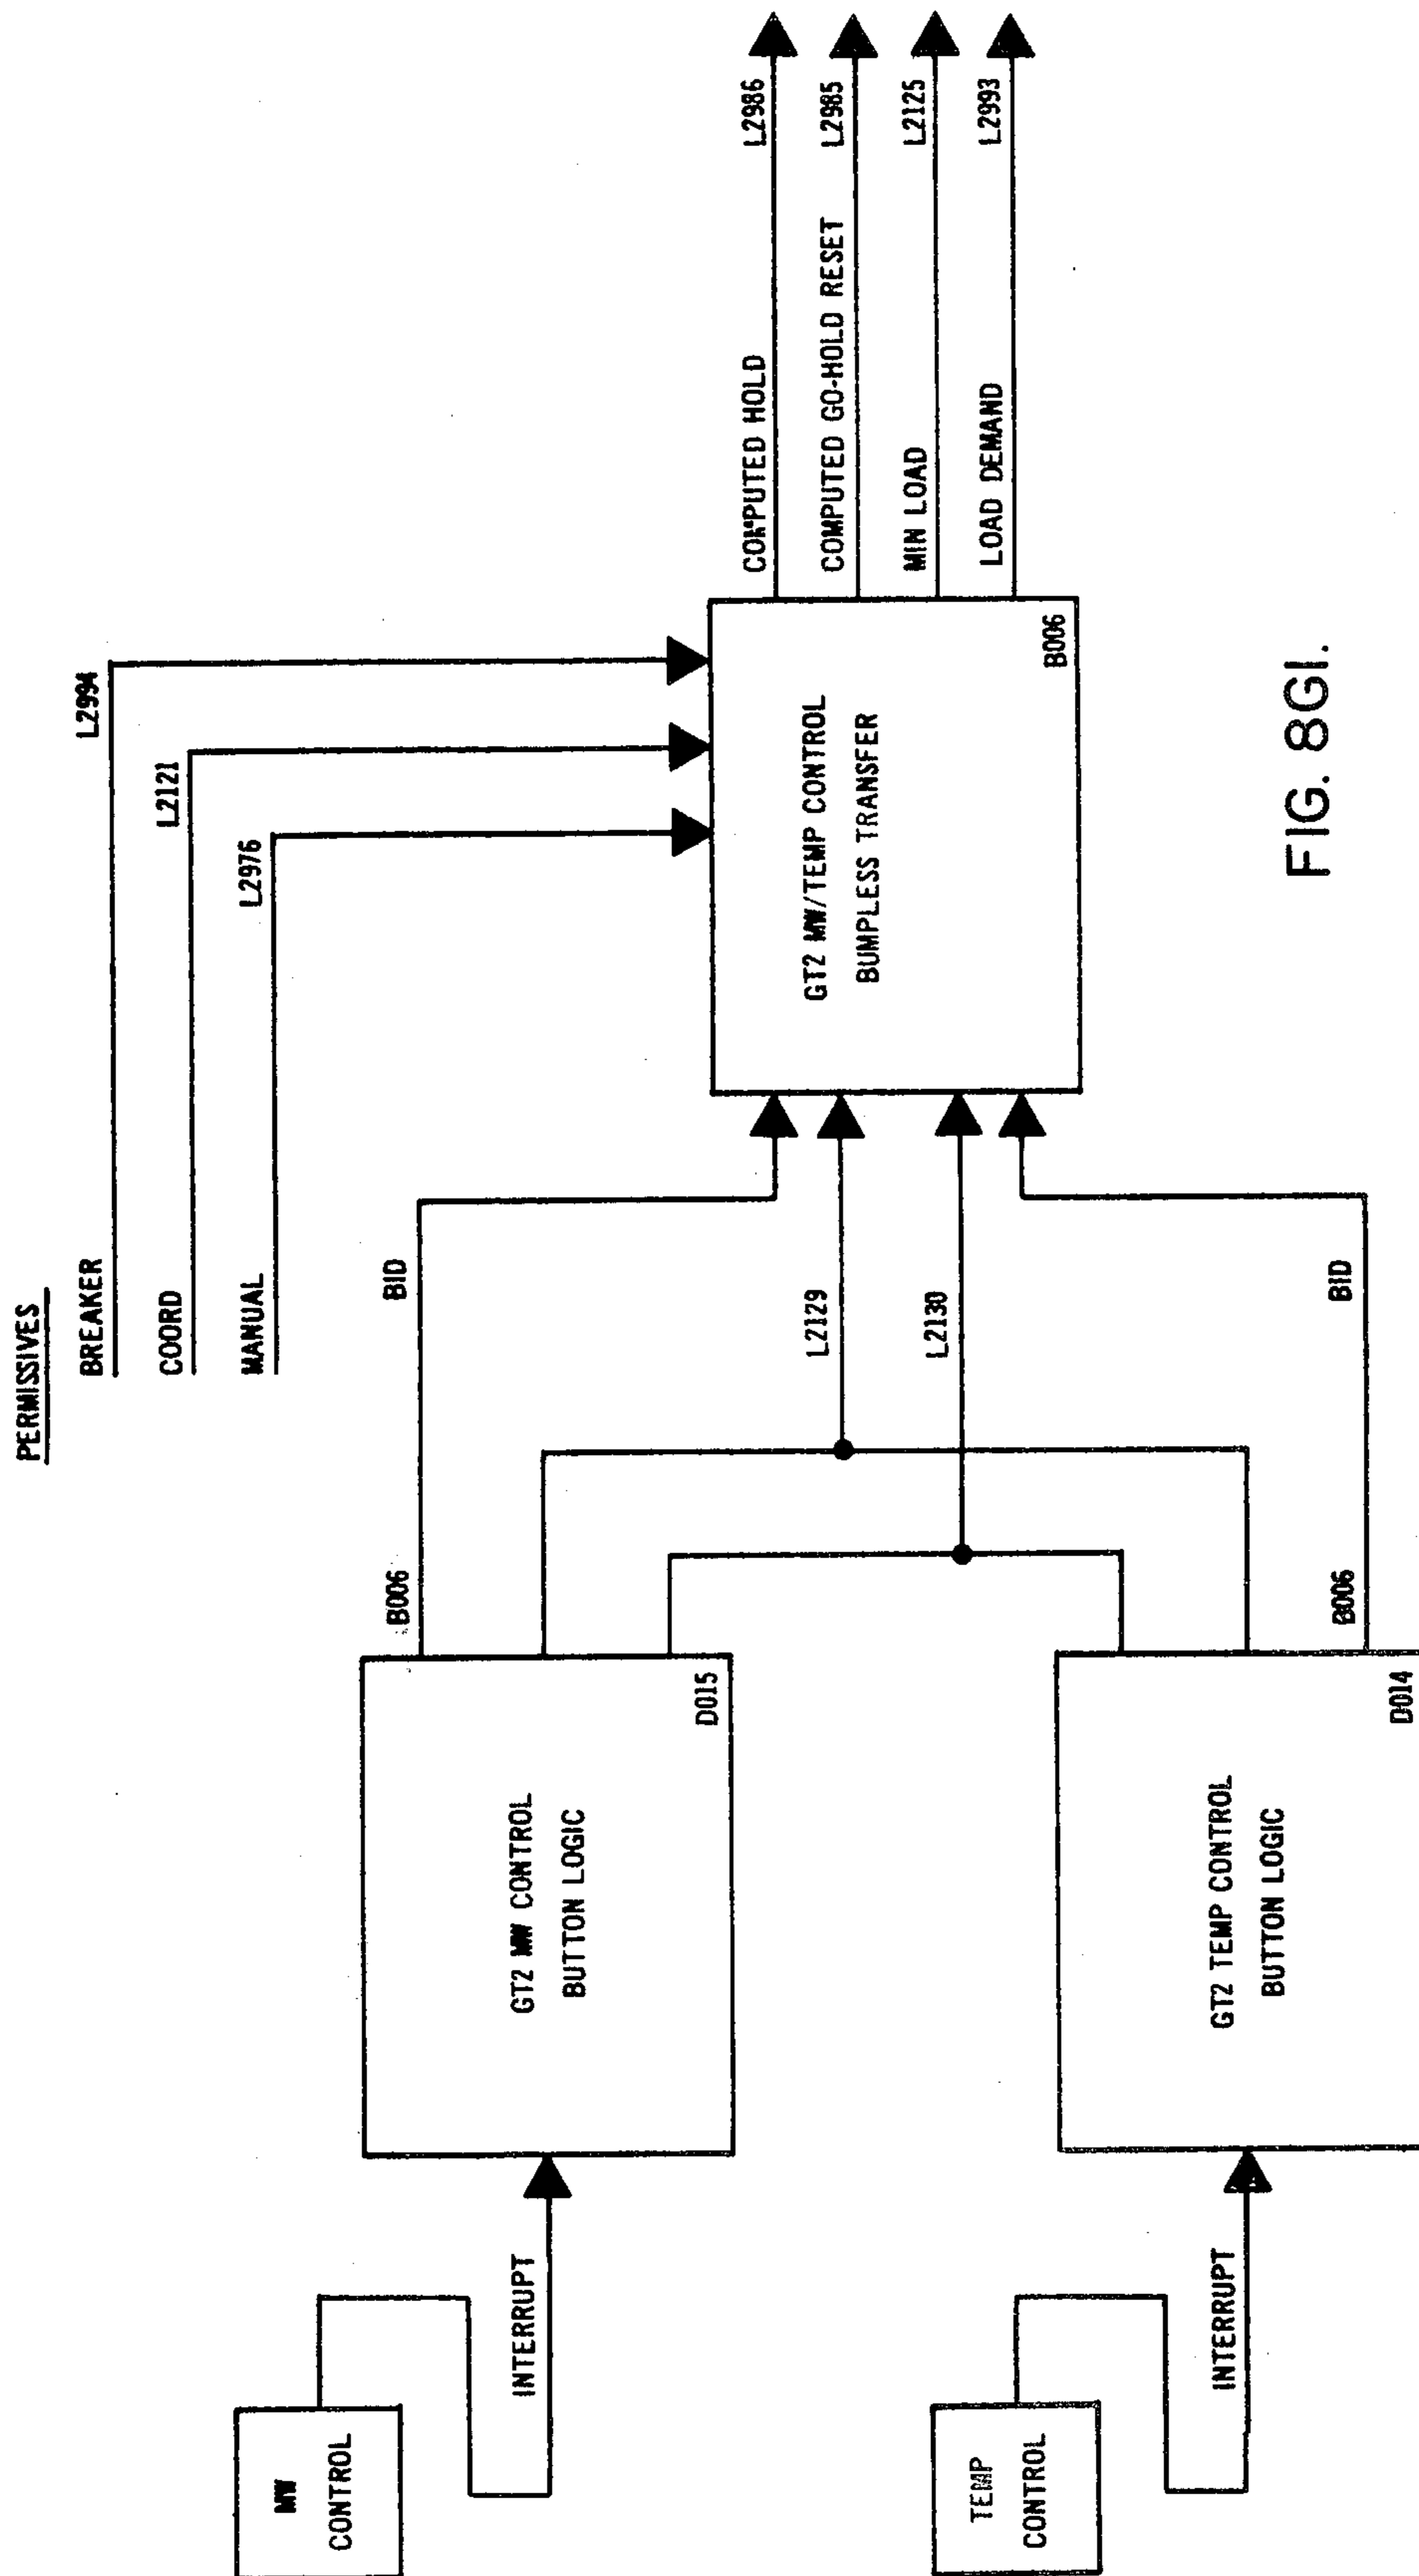 PERMISSIVES
BREAKER
L2994
COORD
L2121
MANUAL
L2976
MW
CONTROL
INTERRUPT
GT2 MW CONTROL
BUTTON LOGIC
D015
B006
BID
L2129
L2130
TEMP
CONTROL
INTERRUPT
GT2 TEMP CONTROL
BUTTON LOGIC
D014
B006
BID
GT2 MW/TEMP CONTROL
BUMPLESS TRANSFER
B006
COMPUTED HOLD
L2986
COMPUTED GO-HOLD RESET
L2985
MIN LOAD
L2125
LOAD DEMAND
L2993
FIG. 8GI.